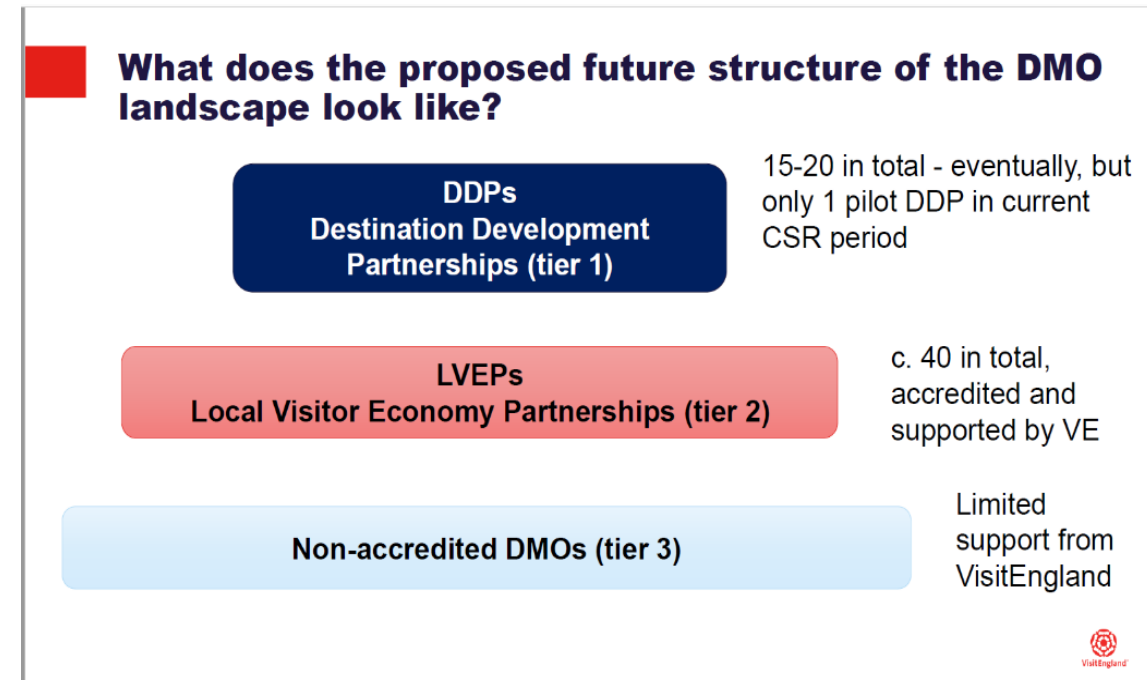 What does the proposed future structure of the DMO
landscape look like?
DDPs
Destination Development
Partnerships (tier 1)
15-20 in total - eventually, but
only 1 pilot DDP in current
CSR period
LVEPs
Local Visitor Economy Partnerships (tier 2)
c. 40 in total,
accredited and
supported by VE
Non-accredited DMOs (tier 3)
Limited
support from
VisitEngland
VisitEngland